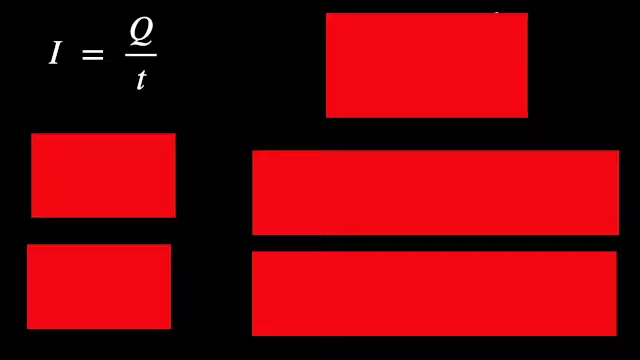 I = Q/t